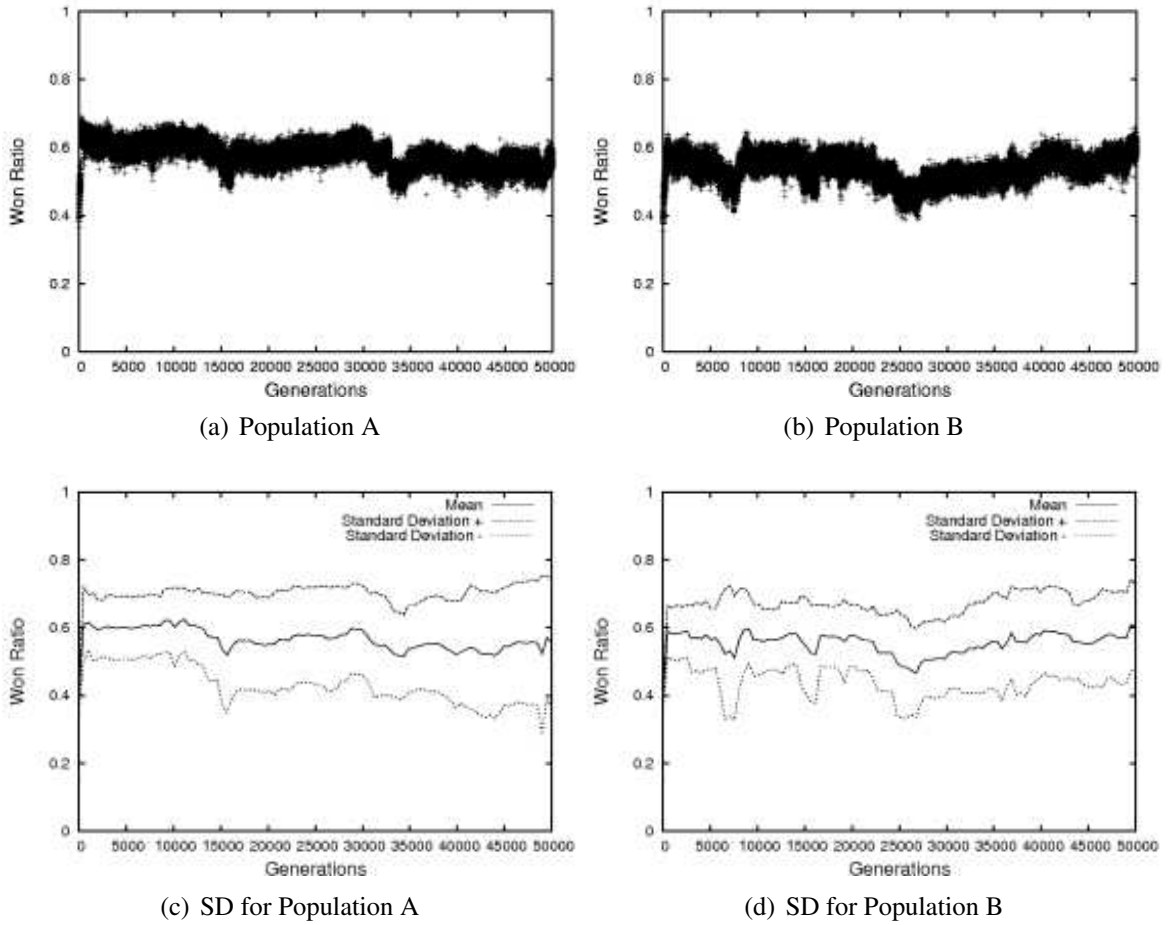 1
0.8
0.6
0.4
0.2
0
Won Ratio
0 5000 10000 15000 20000 25000 30000 35000 40000 45000 50000
Generations
(a) Population A
1
0.8
0.6
0.4
0.2
0
Won Ratio
0 5000 10000 15000 20000 25000 30000 35000 40000 45000 50000
Generations
(b) Population B
1
0.8
0.6
0.4
0.2
0
Won Ratio
Mean
Standard Deviation +
Standard Deviation -
0 5000 10000 15000 20000 25000 30000 35000 40000 45000 50000
Generations
(c) SD for Population A
1
0.8
0.6
0.4
0.2
0
Won Ratio
Mean
Standard Deviation +
Standard Deviation -
0 5000 10000 15000 20000 25000 30000 35000 40000 45000 50000
Generations
(d) SD for Population B